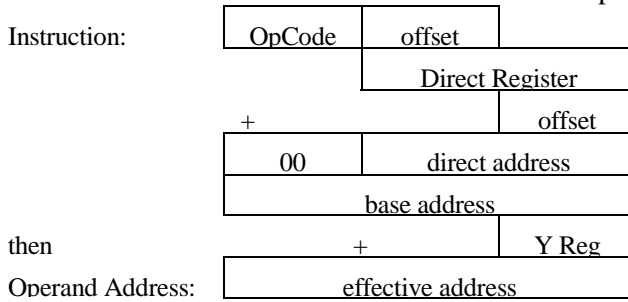 Instruction: OpCode offset
Direct Register
+ offset
00 direct address
base address
then + Y Reg
Operand Address: effective address